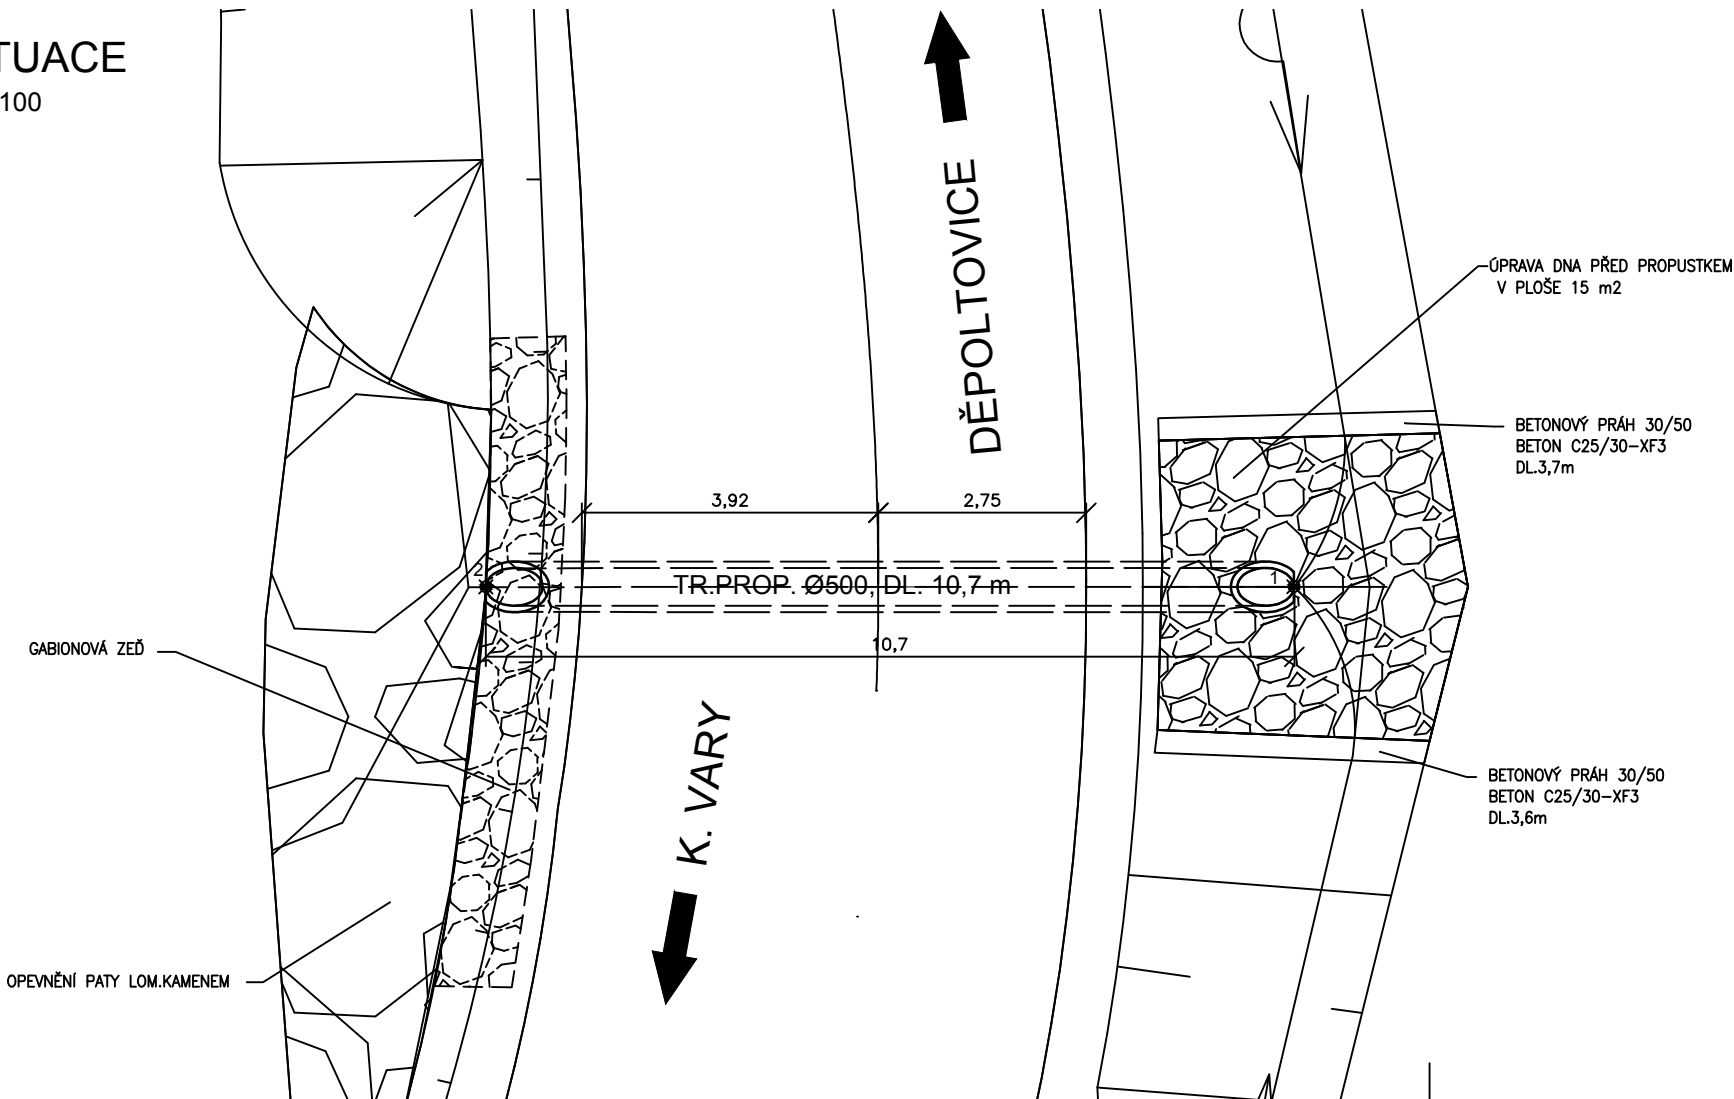 TUACE
100
DĚPOLTOVICE
ÚPRAVA DNA PŘED PROPUSTKEM
V PLOŠE 15 m2
BETONOVÝ PRÁH 30/50
BETON C25/30-XF3
DL.3,7m
3,92
2,75
2
TR.PROP. Ø500, DL. 10,7 m
1
10,7
GABIONOVÁ ZEĎ
K. VARY
BETONOVÝ PRÁH 30/50
BETON C25/30-XF3
DL.3,6m
OPEVNĚNÍ PATY LOM.KAMENEM